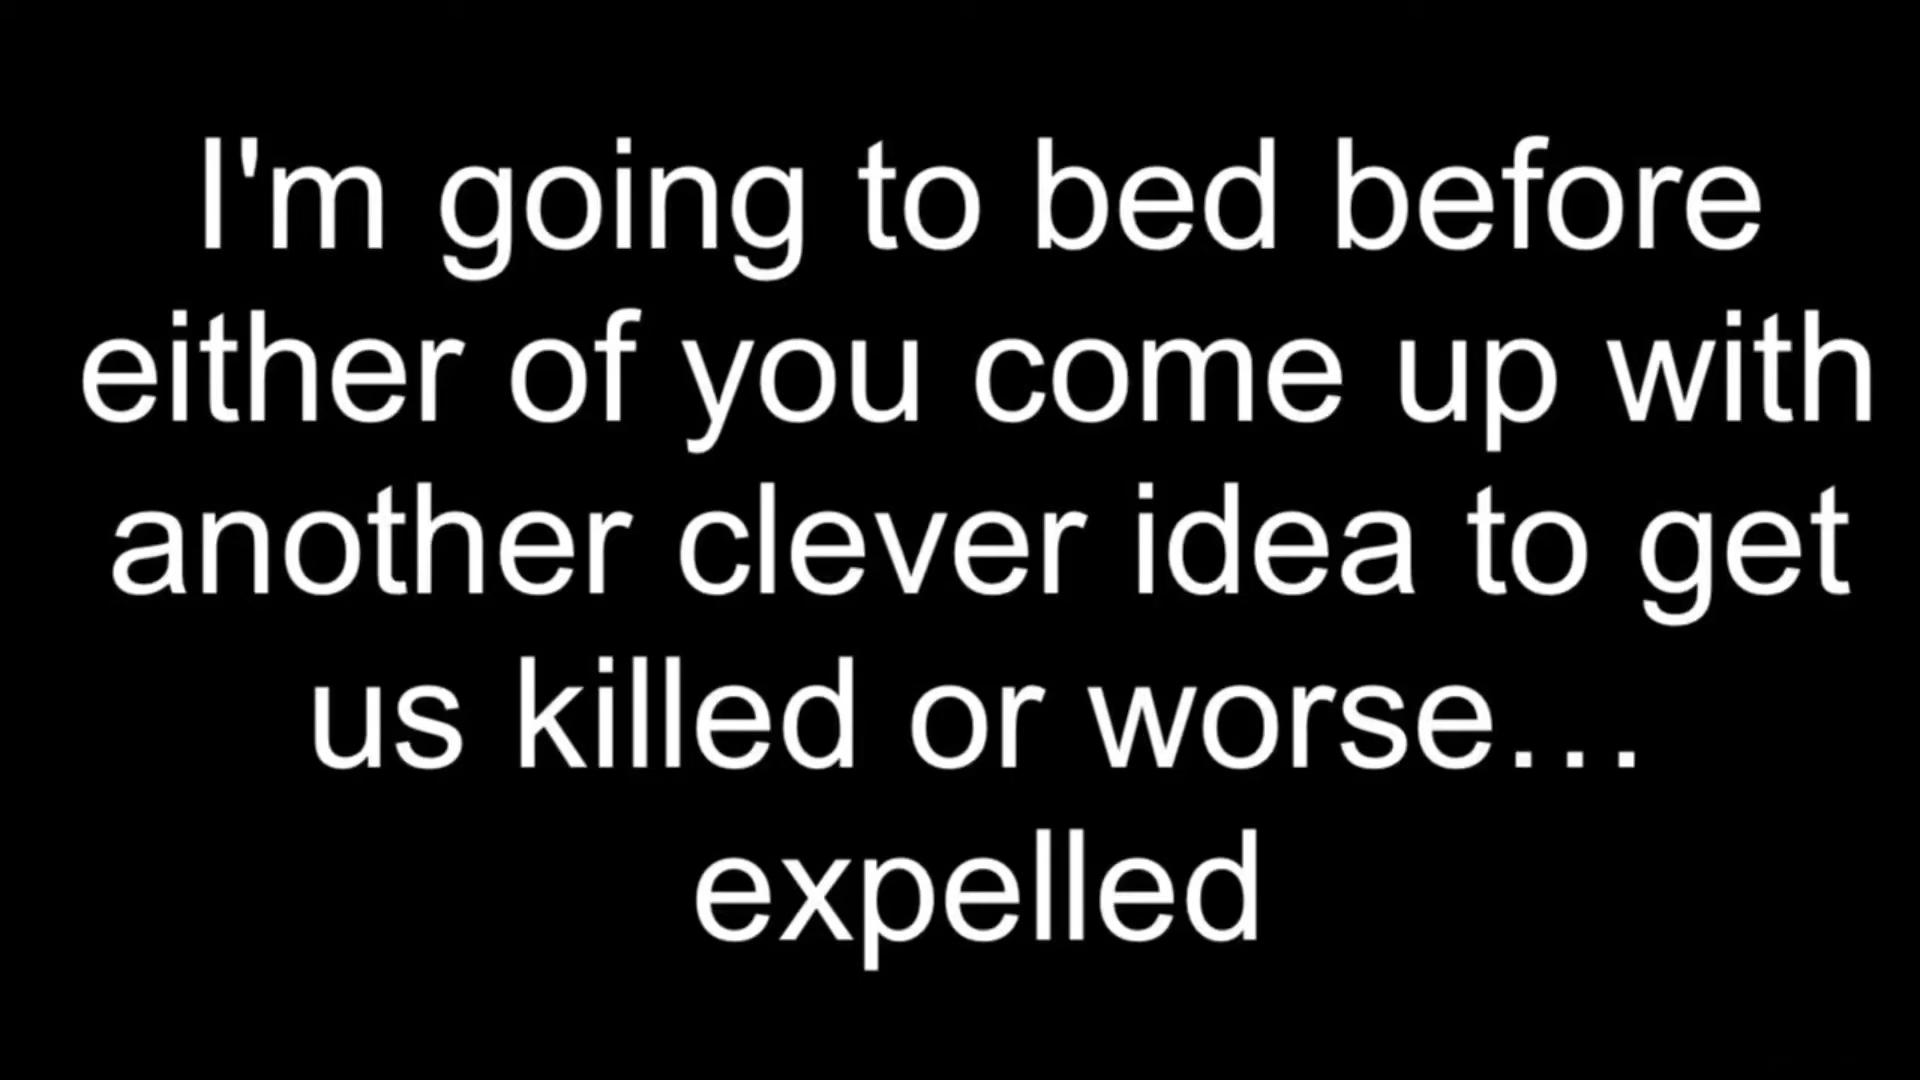 I'm going to bed before
either of you come up with
another clever idea to get
us killed or worse...
expelled